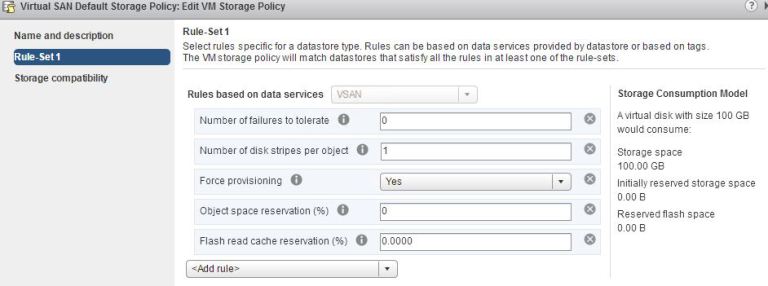 Virtual SAN Default Storage Policy: Edit VM Storage Policy
?
Name and description
Rule-Set 1
Storage compatibility
Rule-Set 1
Select rules specific for a datastore type. Rules can be based on data services provided by datastore or based on tags.
The VM storage policy will match datastores that satisfy all the rules in at least one of the rule-sets.
Rules based on data services VSAN
Number of failures to tolerate 0
Number of disk stripes per object 1
Force provisioning Yes
Object space reservation (%) 0
Flash read cache reservation (%) 0.0000
<Add rule>
Storage Consumption Model
A virtual disk with size 100 GB
would consume:
Storage space
100.00 GB
Initially reserved storage space
0.00 B
Reserved flash space
0.00 B